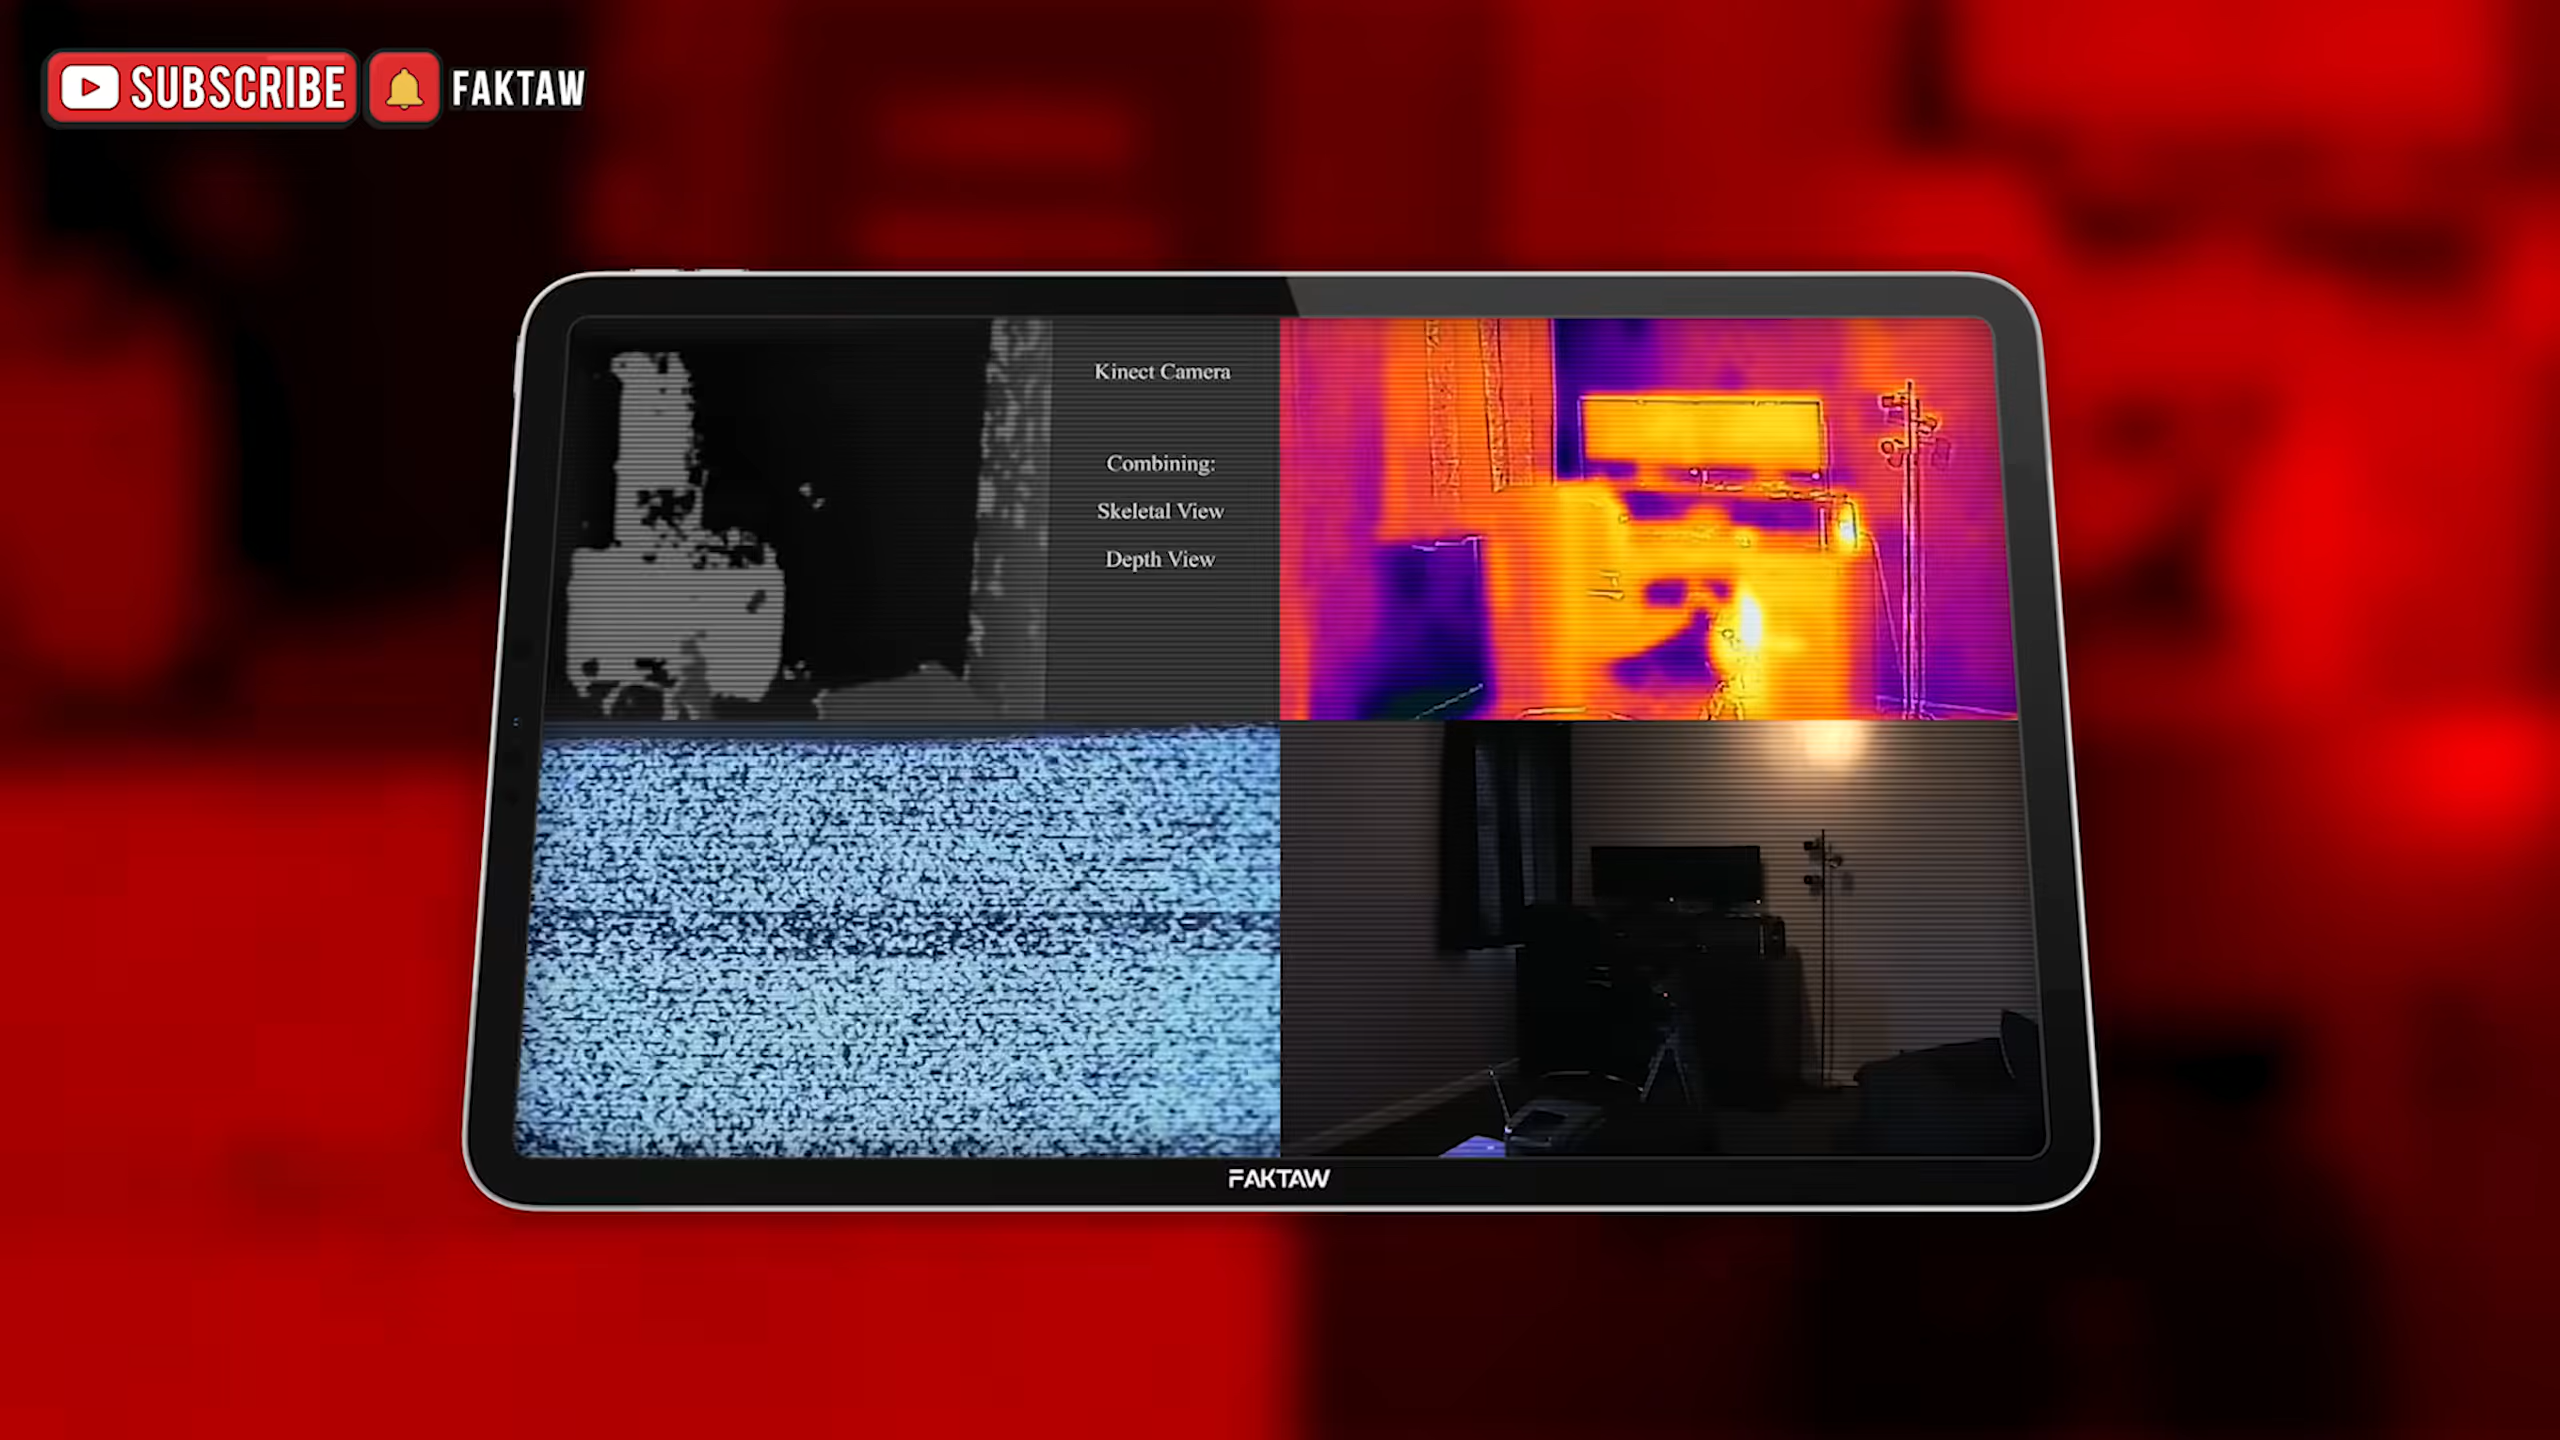 SUBSCRIBE
FAKTAW
Kinect Camera
Combining:
Skeletal View
Depth View
FAKTAW